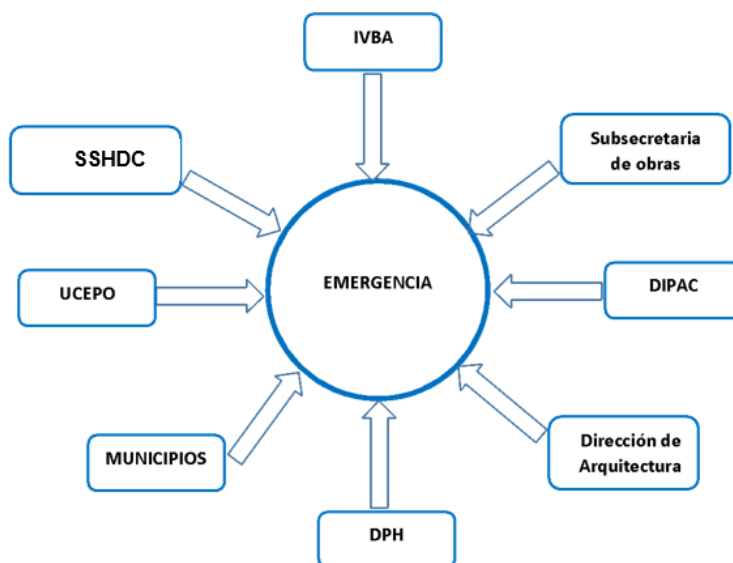 IVBA
SSHDC
Subsecretaria
de obras
UCEPO
EMERGENCIA
DIPAC
MUNICIPIOS
Dirección de
Arquitectura
DPH